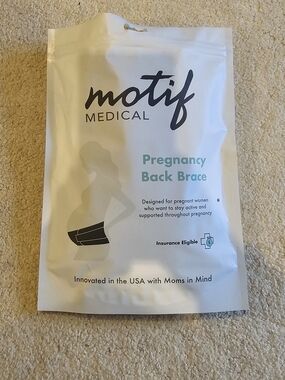 motif
MEDICAL
Pregnancy
Back Brace
Designed for pregnant women
who want to stay active and
supported throughout pregnancy
Insurance Eligible
Innovated in the USA with Moms in Mind